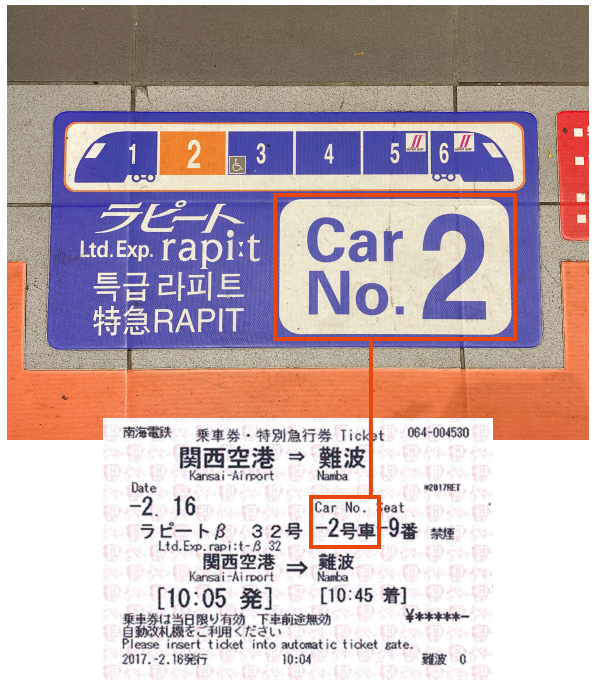 1 2 3 4 5 6
ラピート
Ltd.Exp. rapi:t
특급 라피트
特急RAPIT
Car
No. 2
南海電鉄 乗車券・特別急行券 Ticket 064-004530
関西空港 ⇒ 難波
Kansai-Airport Namba
Date *2017RET
-2. 16 Car No. Seat
ラピートβ 32号 -2号車 -9番 禁煙
Ltd.Exp.rapi:t-β 32
関西空港 ⇒ 難波
Kansai-Airport Namba
[10:05 発] [10:45 着]
乗車券は当日限り有効 下車前途無効 ¥*****-
自動改札機をご利用ください
Please insert ticket into automatic ticket gate.
2017.-2.16発行 10:04 難波 0